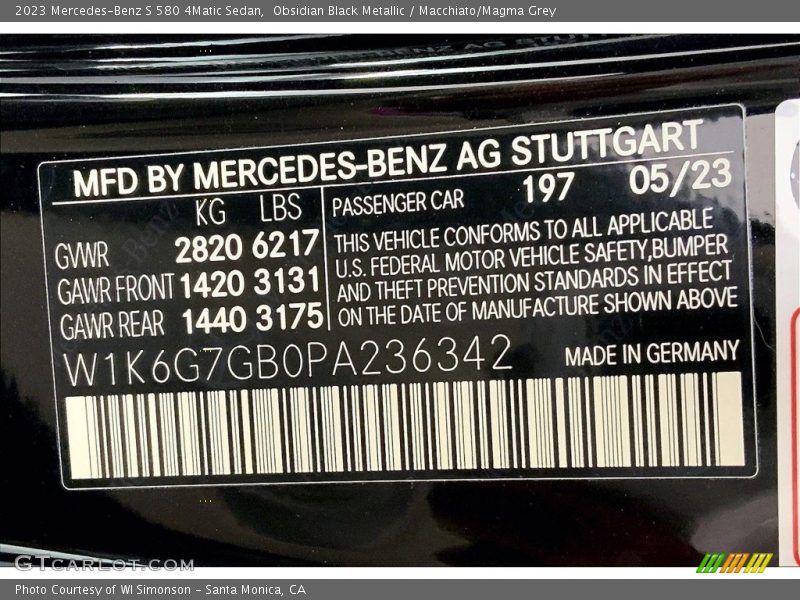 2023 Mercedes-Benz S 580 4Matic Sedan,  Obsidian Black Metallic / Macchiato/Magma Grey
MFD BY MERCEDES-BENZ AG STUTTGART
KG LBS PASSENGER CAR 197 05/23
GVWR 2820 6217
GAWR FRONT 1420 3131
GAWR REAR 1440 3175
THIS VEHICLE CONFORMS TO ALL APPLICABLE
U.S. FEDERAL MOTOR VEHICLE SAFETY,BUMPER
AND THEFT PREVENTION STANDARDS IN EFFECT
ON THE DATE OF MANUFACTURE SHOWN ABOVE
W1K6G7GB0PA236342 MADE IN GERMANY
GTCARLOT.COM
Photo Courtesy of WI Simonson - Santa Monica, CA